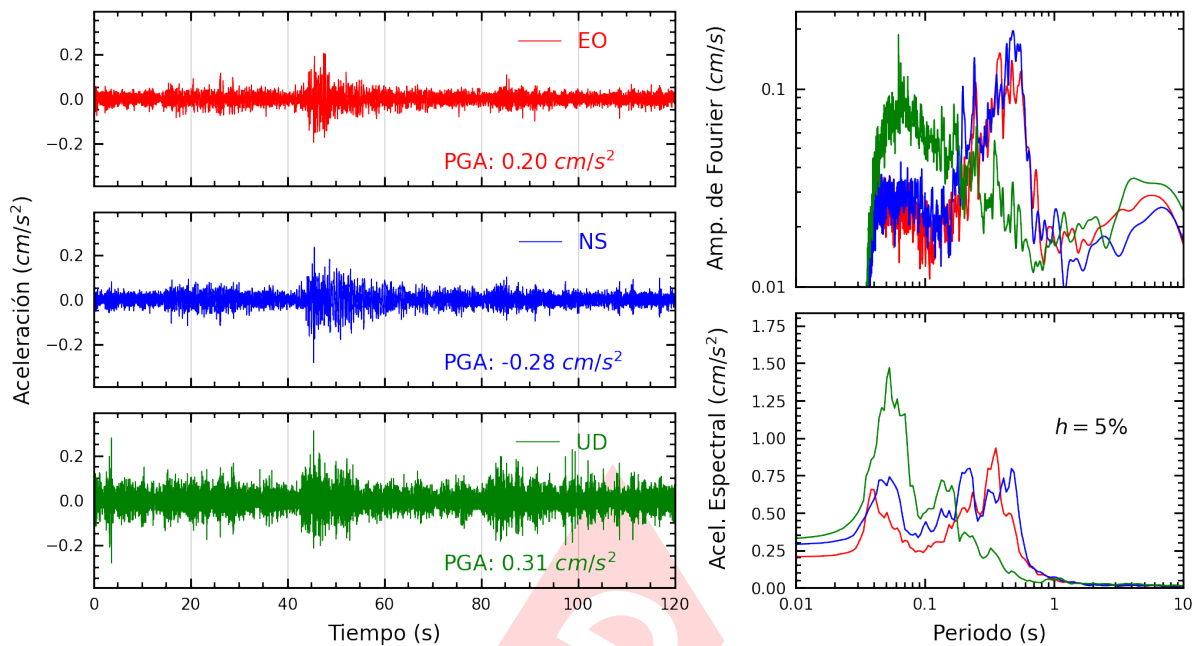 Aceleración (cm/s²)
0.2
0.0
−0.2
EO
PGA: 0.20 cm/s²
0.2
0.0
−0.2
NS
PGA: -0.28 cm/s²
0.2
0.0
−0.2
UD
PGA: 0.31 cm/s²
0 20 40 60 80 100 120
Tiempo (s)
Amp. de Fourier (cm/s)
0.1
0.01
Acel. Espectral (cm/s²)
1.75
1.50
1.25
1.00
0.75
0.50
0.25
0.00
h = 5%
0.01 0.1 1 10
Periodo (s)